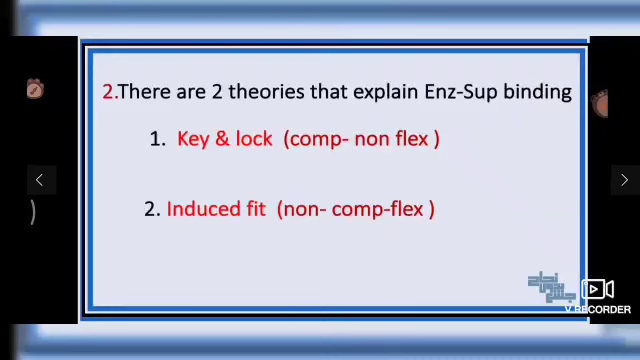 2.There are 2 theories that explain Enz-Sup binding
1. Key & lock (comp- non flex )
2. Induced fit (non- comp-flex )
)
V RECORDER